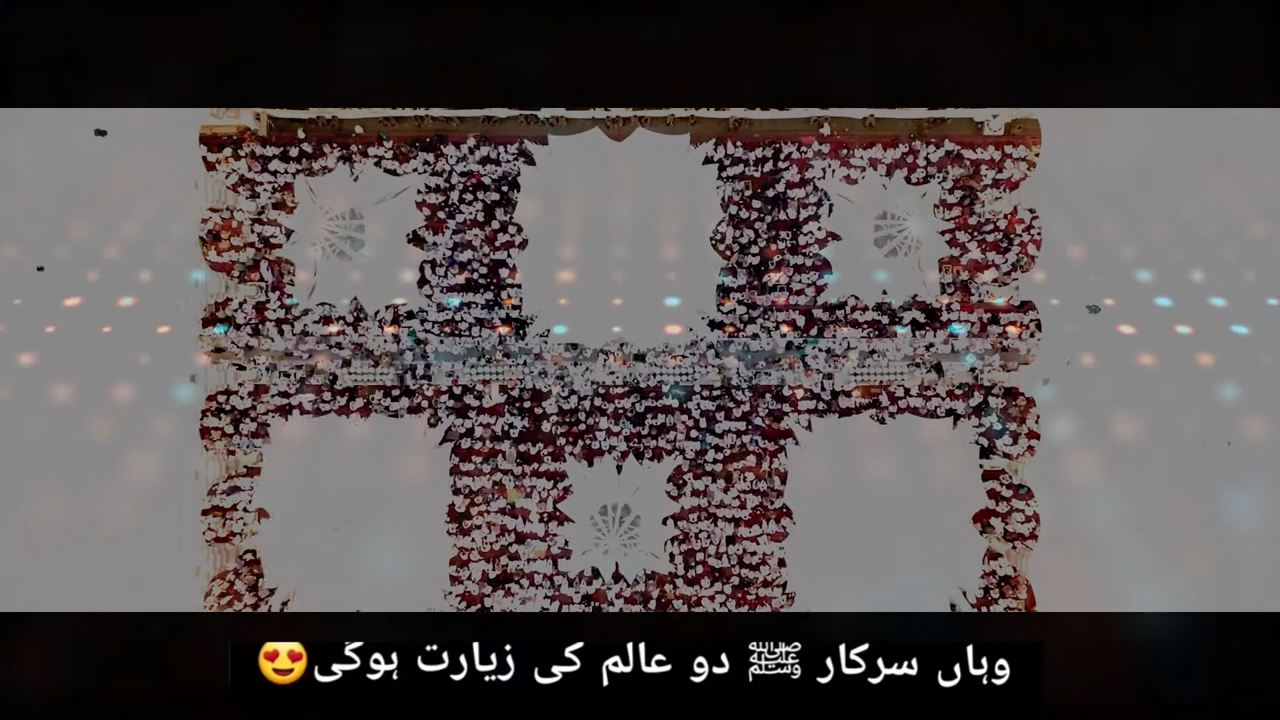 وہاں سرکار ﷺ دو عالم کی زیارت ہوگی😍